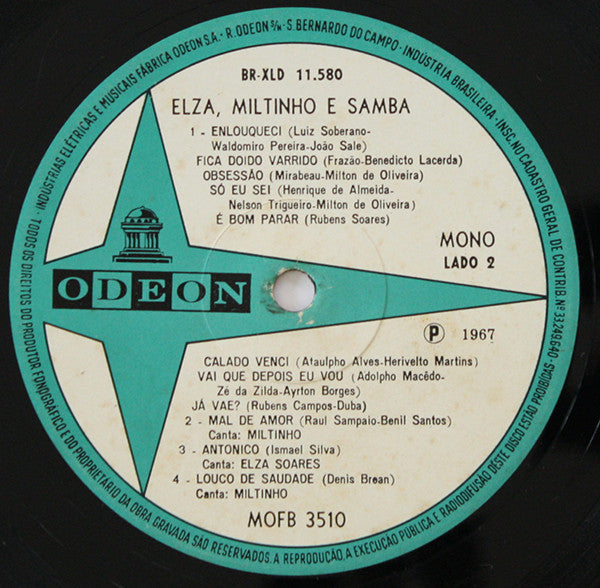 INDÚSTRIAS ELÉTRICAS E MUSICAIS FÁBRICA ODEON S.A. - R. ODEON S/N - S. BERNARDO DO CAMPO - INDÚSTRIA BRASILEIRA - INSC. NO CADASTRO GERAL DE CONTRIB. Nº 33.249.640
BR-XLD 11.580
ELZA, MILTINHO E SAMBA
1 - ENLOUQUECI (Luiz Soberano-
Waldomiro Pereira-João Sale)
FICA DOIDO VARRIDO (Frazão-Benedicto Lacerda)
OBSESSÃO (Mirabeau-Milton de Oliveira)
SÓ EU SEI (Henrique de Almeida-
Nelson Trigueiro-Milton de Oliveira)
É BOM PARAR (Rubens Soares)
MONO
LADO 2
ODEON
P 1967
CALADO VENCI (Ataulpho Alves-Herivelto Martins)
VAI QUE DEPOIS EU VOU (Adolpho Macêdo-
Zé da Zilda-Ayrton Borges)
JÁ VAE? (Rubens Campos-Duba)
2 - MAL DE AMOR (Raul Sampaio-Benil Santos)
Canta: MILTINHO
3 - ANTONICO (Ismael Silva)
Canta: ELZA SOARES
4 - LOUCO DE SAUDADE (Denis Brean)
Canta: MILTINHO
MOFB 3510
TODOS OS DIREITOS DO PRODUTOR FONOGRÁFICO E DO PROPRIETÁRIO DA OBRA GRAVADA SÃO RESERVADOS. A REPRODUÇÃO, A EXECUÇÃO PÚBLICA E RADIODIFUSÃO DÊSTE DISCO ESTÃO PROIBIDAS -